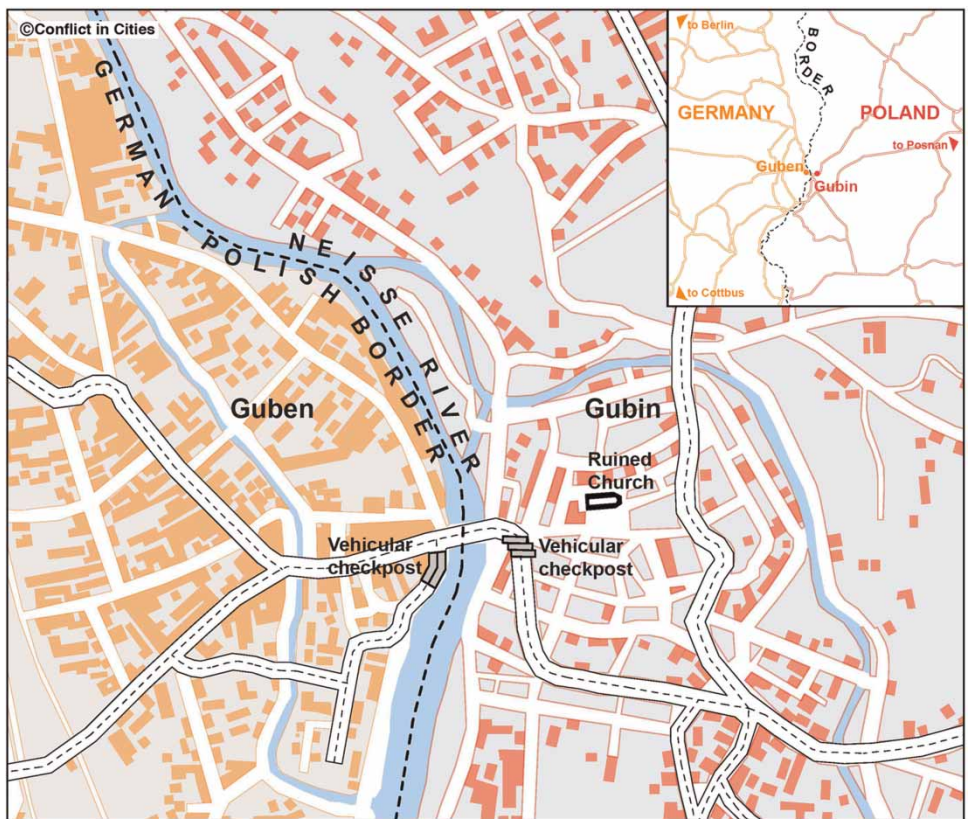 ©Conflict in Cities
to Berlin
BORDER
GERMANY
POLAND
to Posnan
Guben
Gubin
to Cottbus
GERMAN - POLISH BORDER
NEISSE RIVER
Guben
Gubin
Ruined
Church
Vehicular
checkpost
Vehicular
checkpost